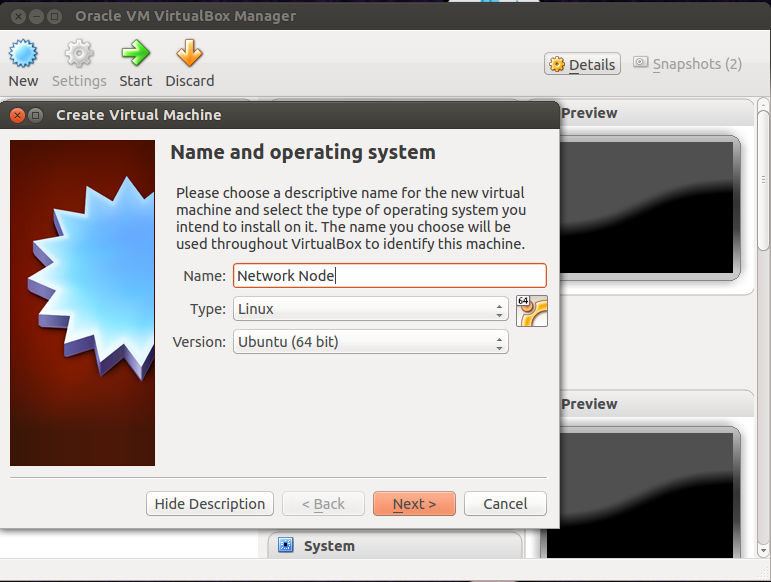 Oracle VM VirtualBox Manager
New Settings Start Discard
Details Snapshots (2)
Create Virtual Machine
Preview
Name and operating system
Please choose a descriptive name for the new virtual
machine and select the type of operating system you
intend to install on it. The name you choose will be
used throughout VirtualBox to identify this machine.
Name: Network Node
Type: Linux
64
Version: Ubuntu (64 bit)
Preview
Hide Description < Back Next > Cancel
System